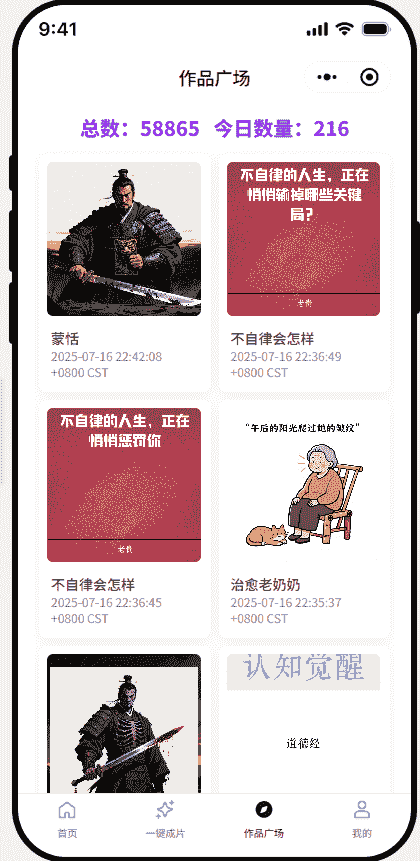 9:41
作品广场
总数：58865 今日数量：216
蒙恬
2025-07-16 22:42:08
+0800 CST
不自律的人生，正在
悄悄输掉哪些关键
局？
老贵
不自律会怎样
2025-07-16 22:36:49
+0800 CST
不自律的人生，正在
悄悄惩罚你
老贵
不自律会怎样
2025-07-16 22:36:45
+0800 CST
“午后的阳光爬过她的皱纹”
治愈老奶奶
2025-07-16 22:35:37
+0800 CST
认知觉醒
道德经
首页
一键成片
作品广场
我的